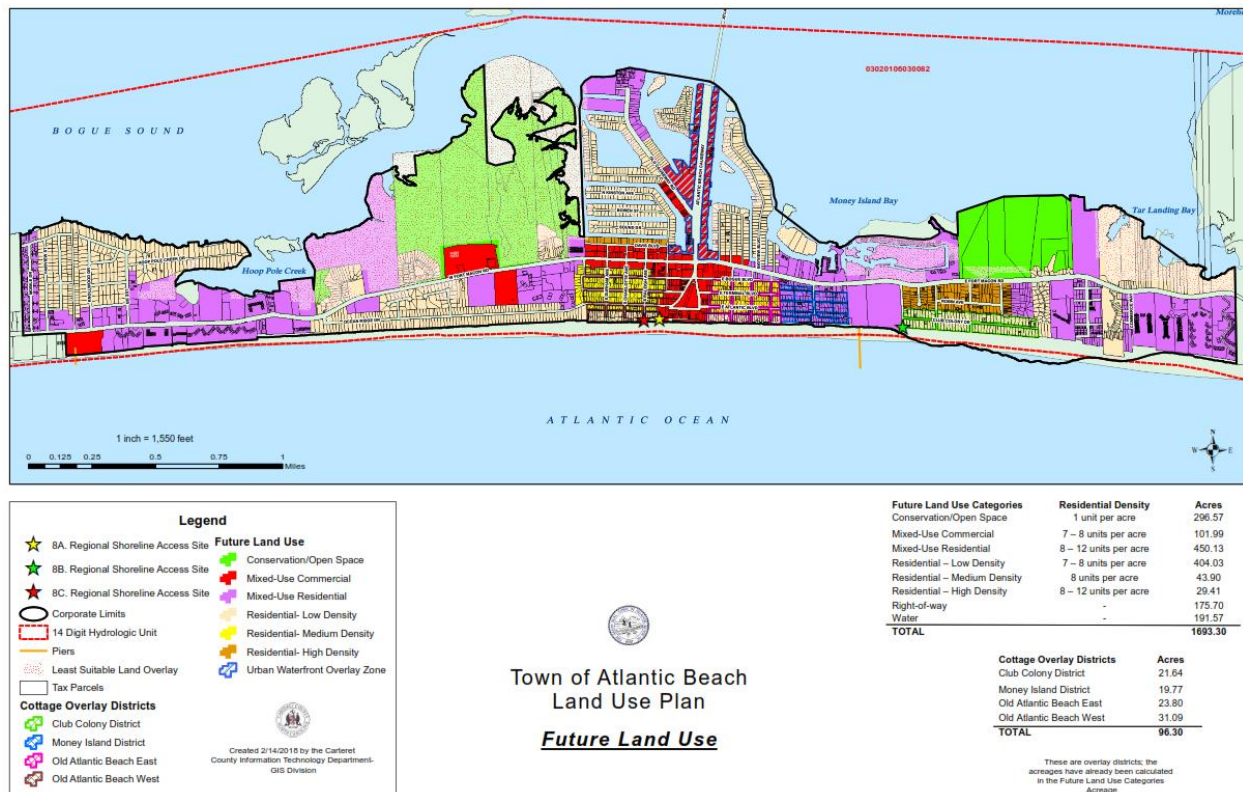 Morehe
03020106030082
BOGUE SOUND
ATLANTIC BEACH CAUSEWAY
Money Island Bay
Tar Landing Bay
Hoop Pole Creek
DAVIS BLVD
W FORT MACON RD
E FORT MACON RD
ATLANTIC OCEAN
1 inch = 1,550 feet
0 0.125 0.25 0.5 0.75 1
Miles
N
W E
S
Legend
8A. Regional Shoreline Access Site
8B. Regional Shoreline Access Site
8C. Regional Shoreline Access Site
Corporate Limits
14 Digit Hydrologic Unit
Piers
Least Suitable Land Overlay
Tax Parcels
Cottage Overlay Districts
Club Colony District
Money Island District
Old Atlantic Beach East
Old Atlantic Beach West
Future Land Use
Conservation/Open Space
Mixed-Use Commercial
Mixed-Use Residential
Residential- Low Density
Residential- Medium Density
Residential- High Density
Urban Waterfront Overlay Zone
Created 2/14/2018 by the Carteret
County Information Technology Department-
GIS Division
Town of Atlantic Beach
Land Use Plan
Future Land Use
Future Land Use Categories Residential Density Acres
Conservation/Open Space 1 unit per acre 296.57
Mixed-Use Commercial 7 – 8 units per acre 101.99
Mixed-Use Residential 8 – 12 units per acre 450.13
Residential – Low Density 7 – 8 units per acre 404.03
Residential – Medium Density 8 units per acre 43.90
Residential – High Density 8 – 12 units per acre 29.41
Right-of-way - 175.70
Water - 191.57
TOTAL 1693.30
Cottage Overlay Districts Acres
Club Colony District 21.64
Money Island District 19.77
Old Atlantic Beach East 23.80
Old Atlantic Beach West 31.09
TOTAL 96.30
These are overlay districts; the
acreages have already been calculated
in the Future Land Use Categories
Acreage